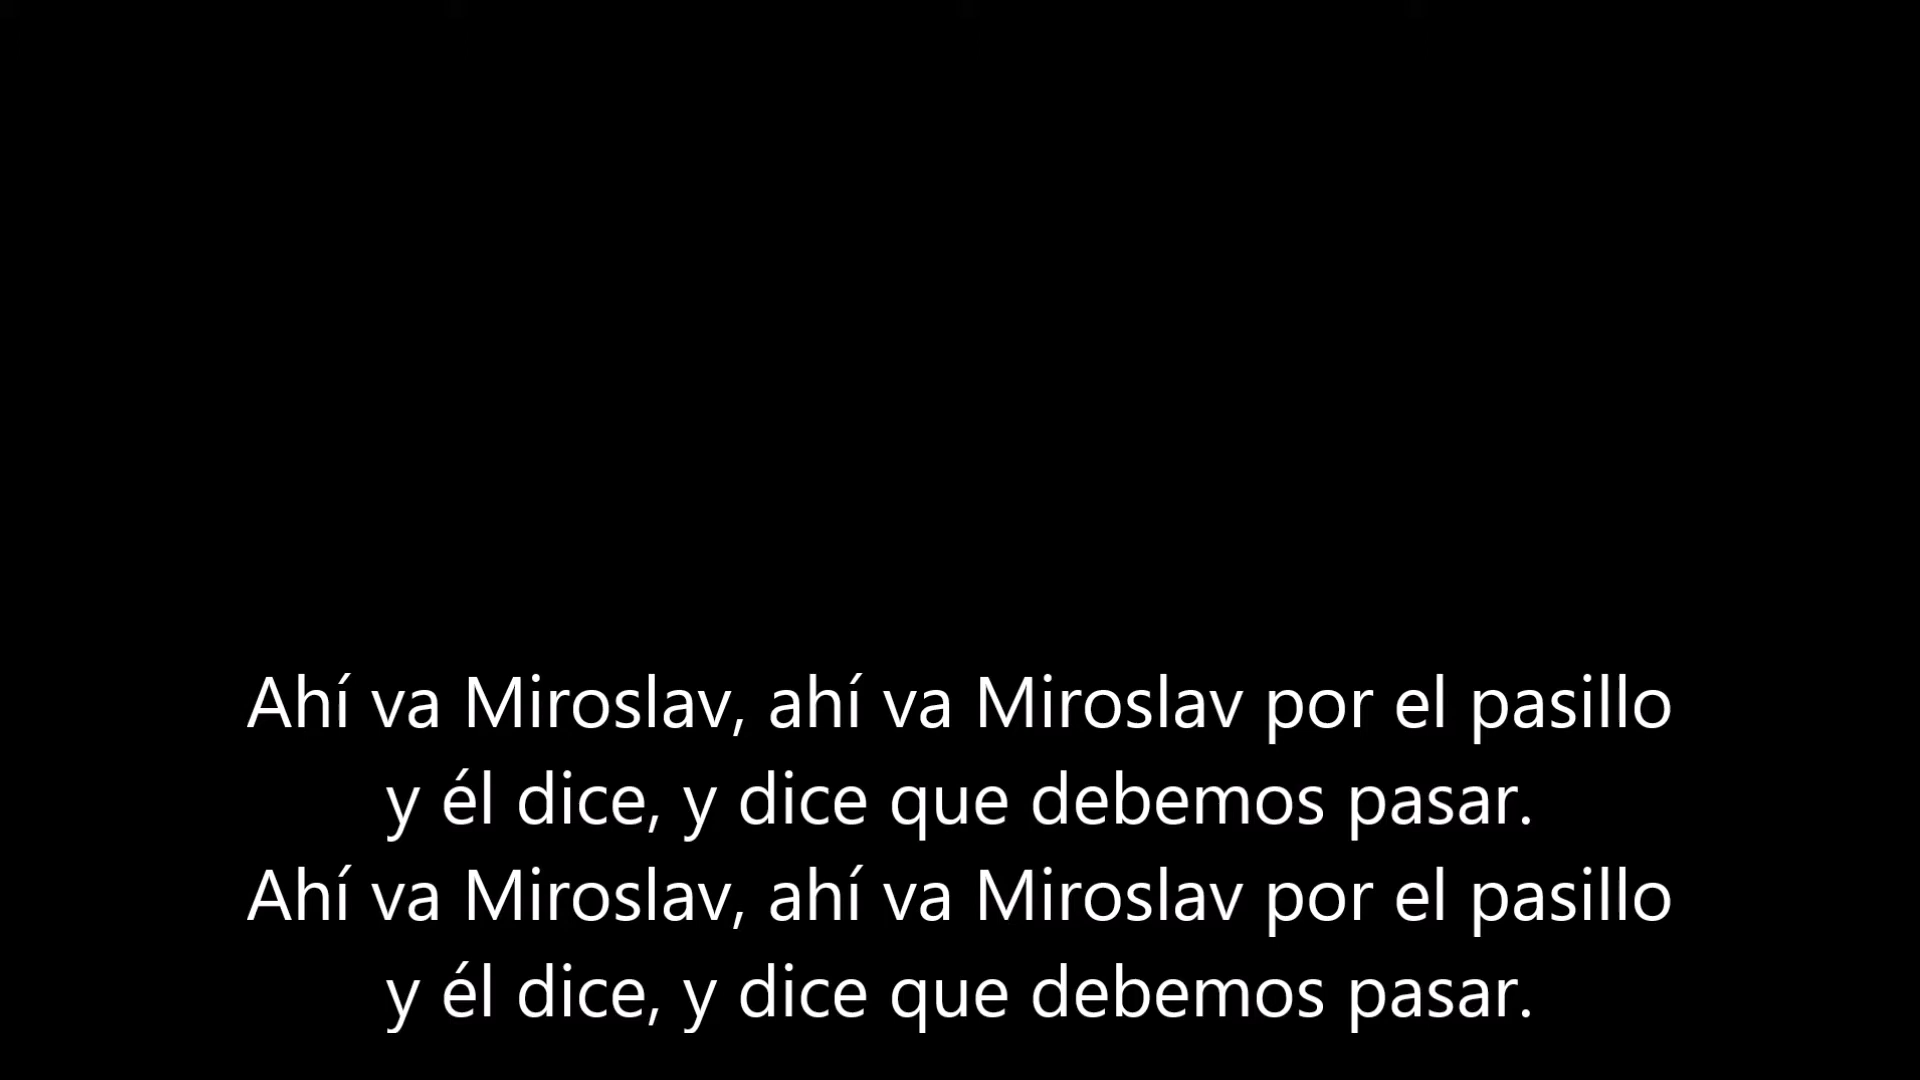 Ahí va Miroslav, ahí va Miroslav por el pasillo
y él dice, y dice que debemos pasar.
Ahí va Miroslav, ahí va Miroslav por el pasillo
y él dice, y dice que debemos pasar.